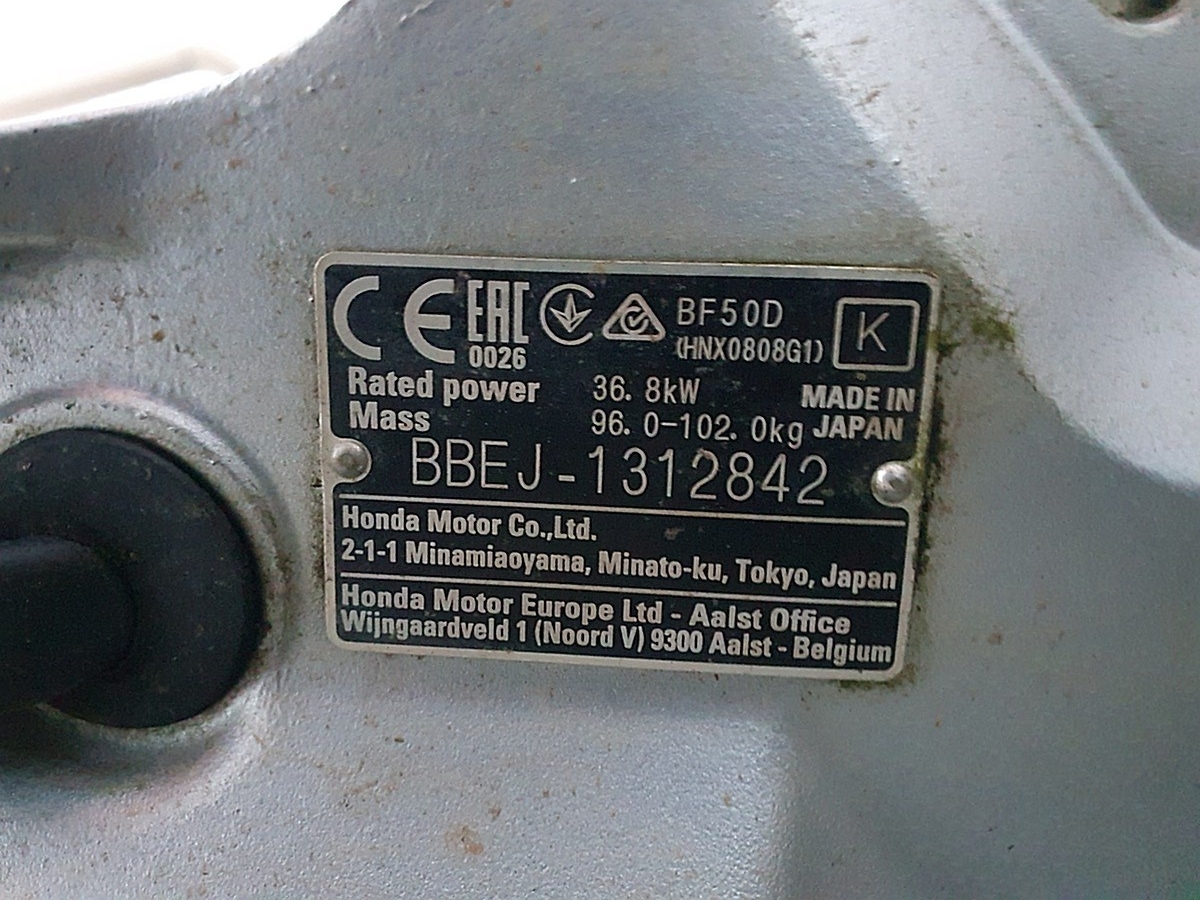 CE EAC BF50D K
0026 (HNX0808G1)
Rated power 36.8kW MADE IN
Mass 96.0-102.0kg JAPAN
BBEJ-1312842
Honda Motor Co.,Ltd.
2-1-1 Minamiaoyama, Minato-ku, Tokyo, Japan
Honda Motor Europe Ltd - Aalst Office
Wijngaardveld 1 (Noord V) 9300 Aalst - Belgium